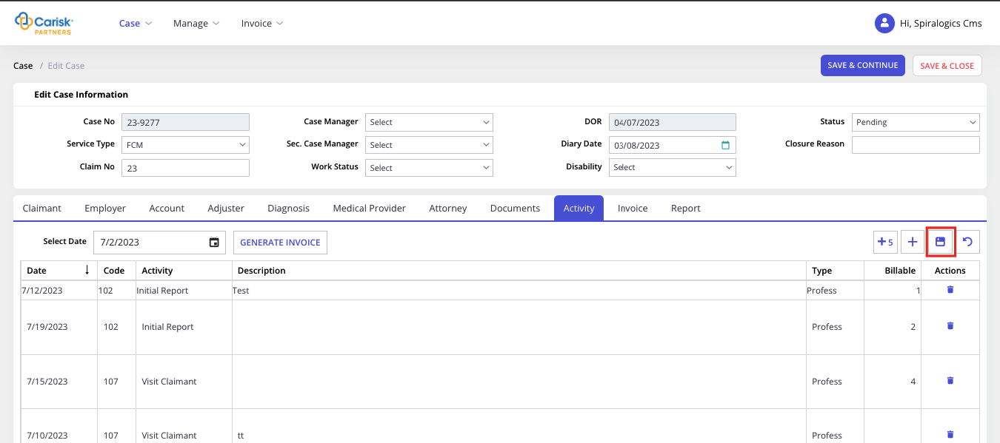 Carisk
PARTNERS
Case Manage Invoice
Hi, Spiralogics Cms
Case / Edit Case
SAVE & CONTINUE SAVE & CLOSE
Edit Case Information
Case No 23-9277 Case Manager Select DOR 04/07/2023 Status Pending
Service Type FCM Sec. Case Manager Select Diary Date 03/08/2023 Closure Reason
Claim No 23 Work Status Select Disability Select
Claimant Employer Account Adjuster Diagnosis Medical Provider Attorney Documents Activity Invoice Report
Select Date 7/2/2023 GENERATE INVOICE +5 +
Date ↓ Code Activity Description Type Billable Actions
7/12/2023 102 Initial Report Test Profess 1
7/19/2023 102 Initial Report Profess 2
7/15/2023 107 Visit Claimant Profess 4
7/10/2023 107 Visit Claimant tt Profess